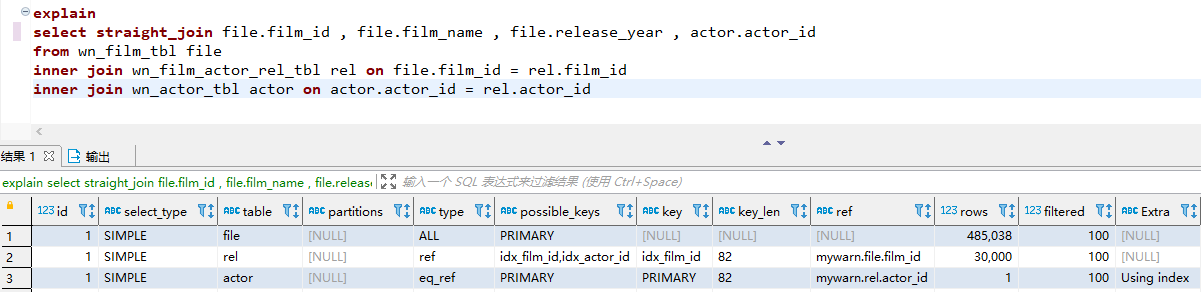 explain
select straight_join file.film_id , file.film_name , file.release_year , actor.actor_id
from wn_film_tbl file
inner join wn_film_actor_rel_tbl rel on file.film_id = rel.film_id
inner join wn_actor_tbl actor on actor.actor_id = rel.actor_id
结果 1 输出
explain select straight_join file.film_id , file.film_name , file.release 输入一个 SQL 表达式来过滤结果 (使用 Ctrl+Space)
123 id ABC select_type ABC table ABC partitions ABC type ABC possible_keys ABC key ABC key_len ABC ref 123 rows 123 filtered ABC Extra
1 1 SIMPLE file [NULL] ALL PRIMARY [NULL] [NULL] [NULL] 485,038 100 [NULL]
2 1 SIMPLE rel [NULL] ref idx_film_id,idx_actor_id idx_film_id 82 mywarn.file.film_id 30,000 100 [NULL]
3 1 SIMPLE actor [NULL] eq_ref PRIMARY PRIMARY 82 mywarn.rel.actor_id 1 100 Using index